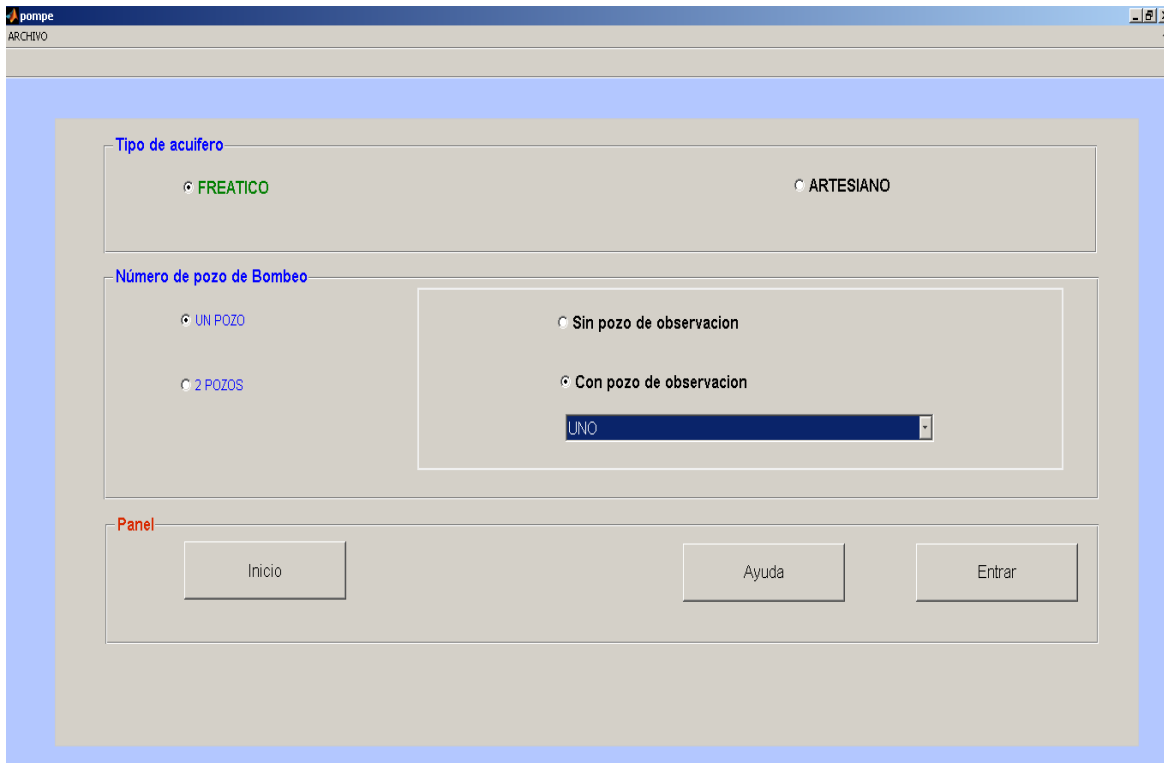 pompe
ARCHIVO
Tipo de acuifero
FREATICO
ARTESIANO
Número de pozo de Bombeo
UN POZO
Sin pozo de observacion
2 POZOS
Con pozo de observacion
UNO
Panel
Inicio
Ayuda
Entrar